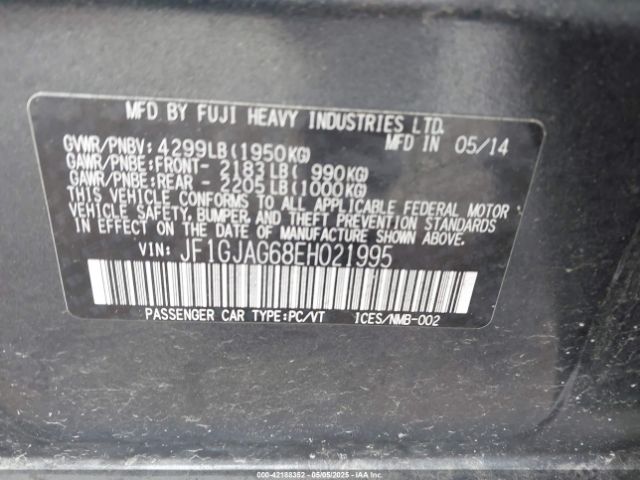 MFD BY FUJI HEAVY INDUSTRIES LTD.
GVWR/PNBV: 4299LB(1950KG) MFD IN 05/14
GAWR/PNBE:FRONT- 2183LB( 990KG)
GAWR/PNBE:REAR - 2205LB(1000KG)
THIS VEHICLE CONFORMS TO ALL APPLICABLE FEDERAL MOTOR
VEHICLE SAFETY, BUMPER, AND THEFT PREVENTION STANDARDS
IN EFFECT ON THE DATE OF MANUFACTURE SHOWN ABOVE.
VIN: JF1GJAG68EH021995
PASSENGER CAR TYPE:PC/VT ICES/NMB-002
000-42188352 - 05/05/2025 - IAAI.COM